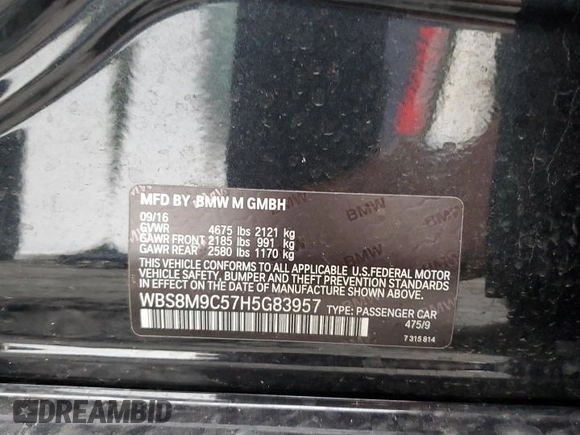 MFD BY BMW M GMBH
09/16
GVWR 4675 lbs 2121 kg
GAWR FRONT 2185 lbs 991 kg
GAWR REAR 2580 lbs 1170 kg
THIS VEHICLE CONFORMS TO ALL APPLICABLE U.S.FEDERAL MOTOR
VEHICLE SAFETY, BUMPER AND THEFT PREVENTION STANDARDS
IN EFFECT ON THE DATE OF MANUFACTURE SHOWN ABOVE.
WBS8M9C57H5G83957 TYPE: PASSENGER CAR
475/9
7 315 814
DREAMBID